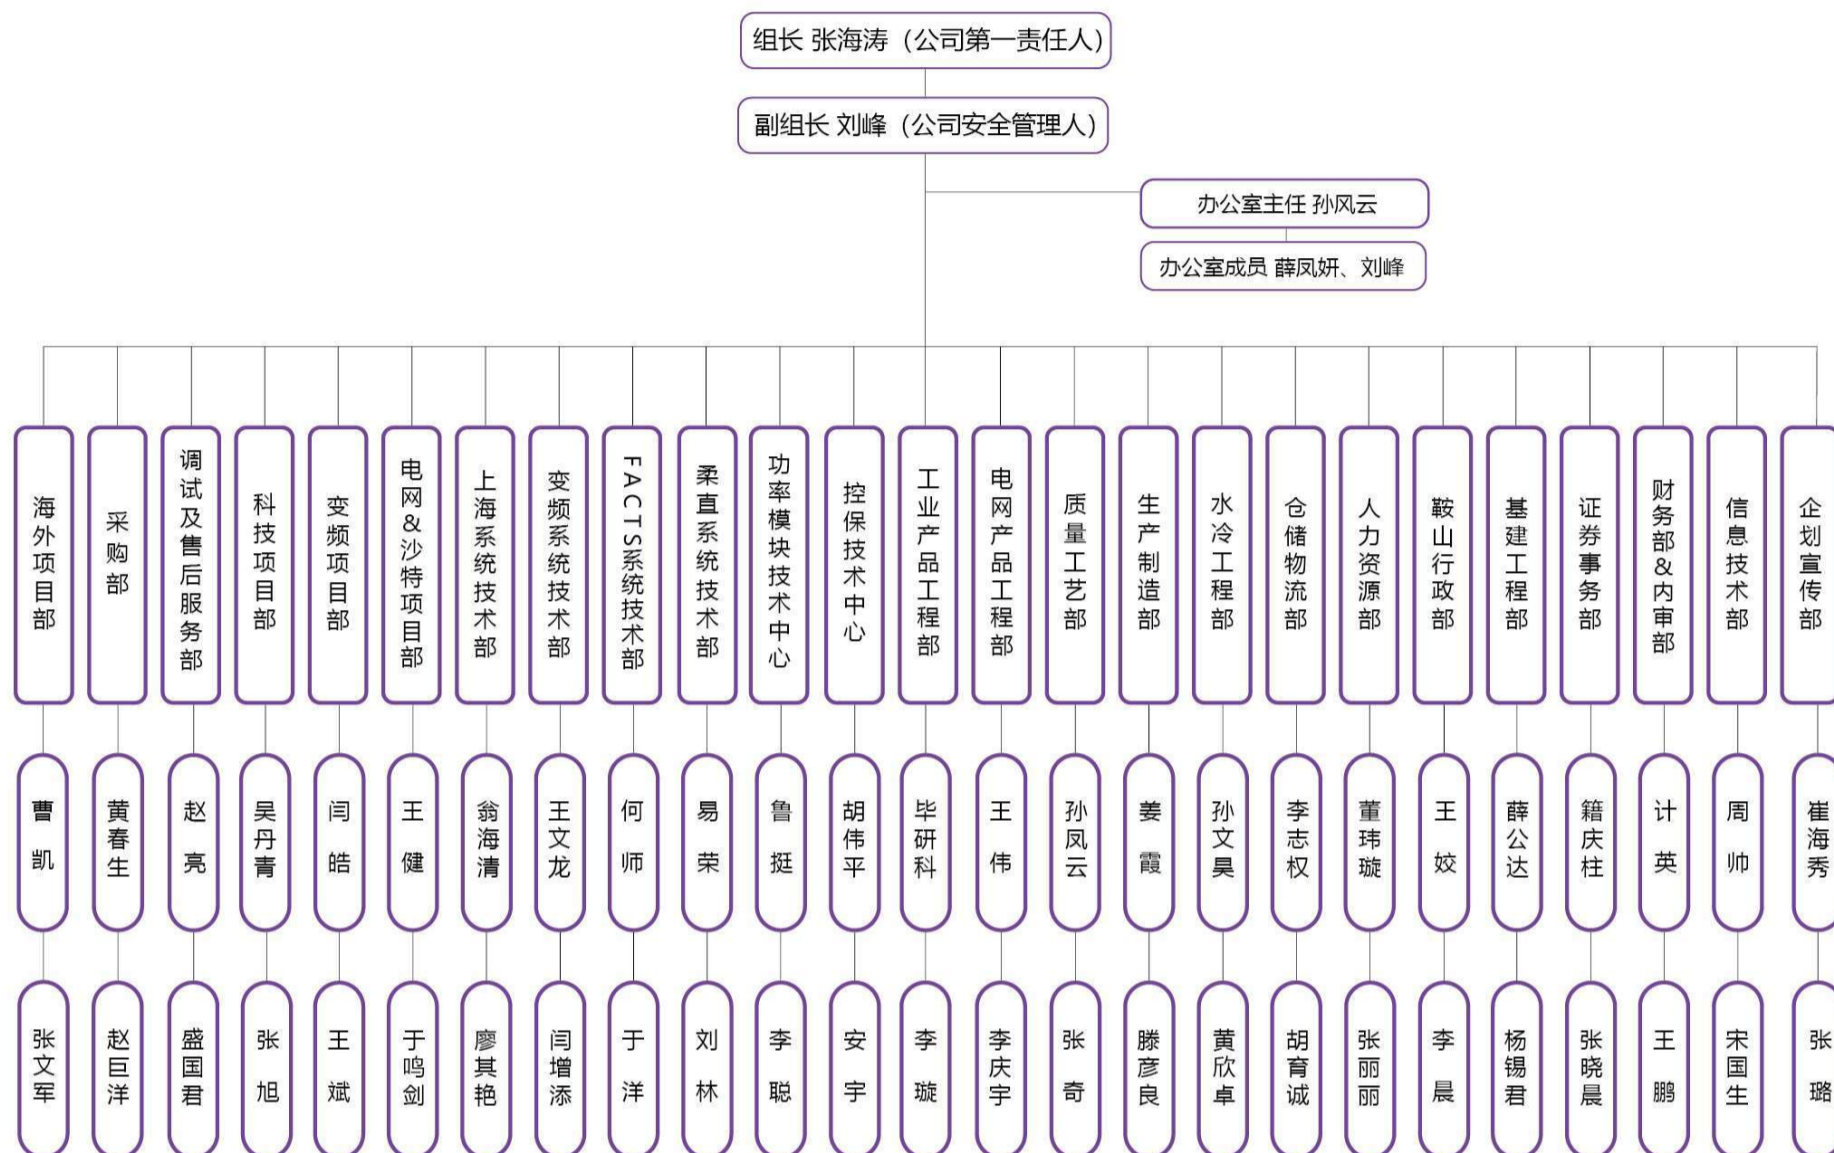 组长 张海涛（公司第一责任人）
副组长 刘峰（公司安全管理人）
办公室主任 孙风云
办公室成员 薛凤妍、刘峰
海外项目部
采购部
调试及售后服务部
科技项目部
变频项目部
电网&沙特项目部
上海系统技术部
变频系统技术部
FACTS系统技术部
柔直系统技术部
功率模块技术中心
控保技术中心
工业产品工程部
电网产品工程部
质量工艺部
生产制造部
水冷工程部
仓储物流部
人力资源部
鞍山行政部
基建工程部
证券事务部
财务部&内审部
信息技术部
企划宣传部
曹凯
黄春生
赵亮
吴丹青
闫皓
王健
翁海清
王文龙
何师
易荣
鲁挺
胡伟平
毕研科
王伟
孙凤云
姜霞
孙文昊
李志权
董玮璇
王姣
薛公达
籍庆柱
计英
周帅
崔海秀
张文军
赵巨洋
盛国君
张旭
王斌
于鸣剑
廖其艳
闫增添
于洋
刘林
李聪
安宇
李璇
李庆宇
张奇
滕彦良
黄欣卓
胡育诚
张丽丽
李晨
杨锡君
张晓晨
王鹏
宋国生
张璐